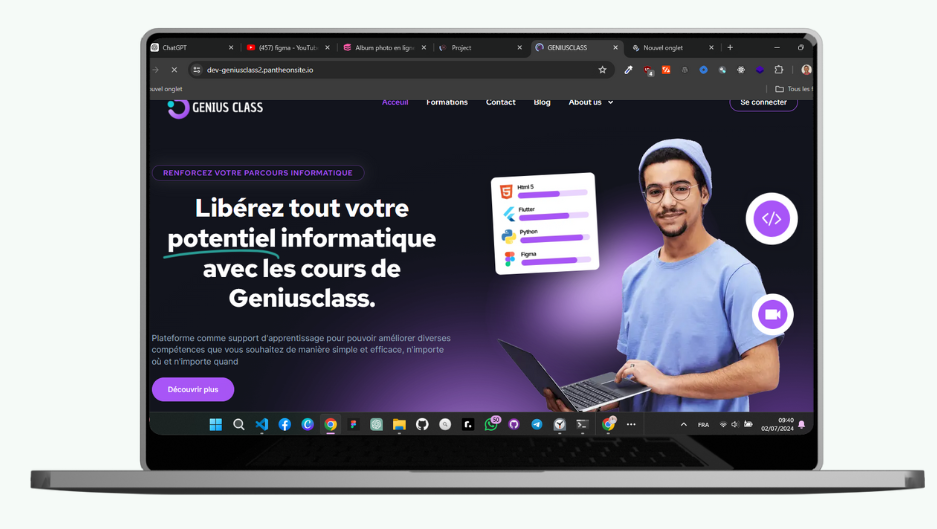 ChatGPT
(457) figma - YouTube
Album photo en ligne
Project
GENIUSCLASS
Nouvel onglet
dev-geniusclass2.pantheonsite.io
uvel onglet
Tous les f
GENIUS CLASS
Acceuil
Formations
Contact
Blog
About us
Se connecter
RENFORCEZ VOTRE PARCOURS INFORMATIQUE
Libérez tout votre
potentiel informatique
avec les cours de
Geniusclass.
Plateforme comme support d'apprentissage pour pouvoir améliorer diverses
compétences que vous souhaitez de manière simple et efficace, n'importe
où et n'importe quand
Découvrir plus
Html 5
Flutter
Python
Figma
</>
50
FRA
09:40
02/07/2024